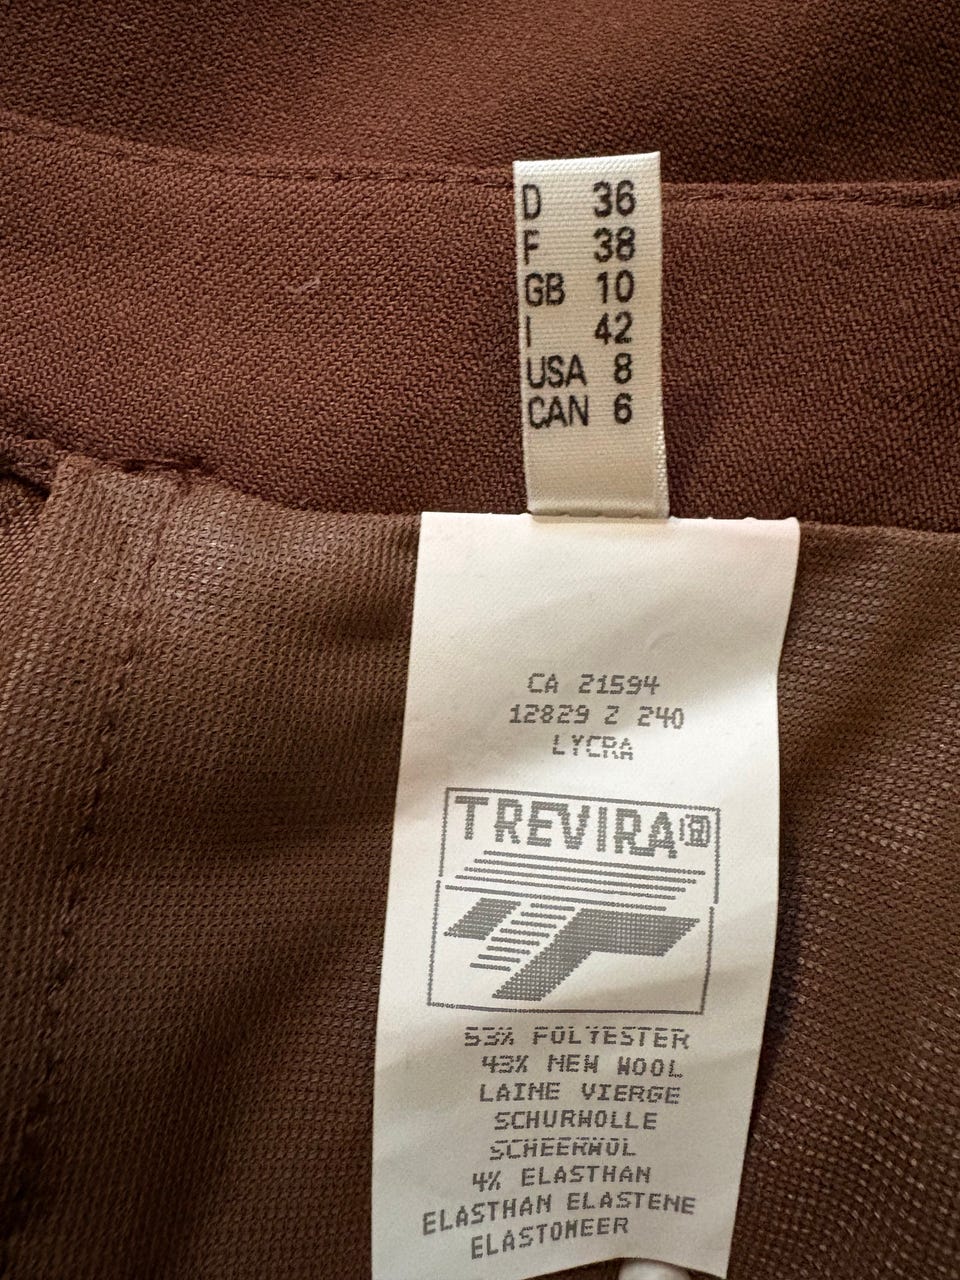 D 36
F 38
GB 10
I 42
USA 8
CAN 6
CA 21594
12829 Z 240
LYCRA
TREVIRA®
53% POLYESTER
43% NEW WOOL
LAINE VIERGE
SCHURWOLLE
SCHEERWOL
4% ELASTHAN
ELASTHAN ELASTENE
ELASTOMEER